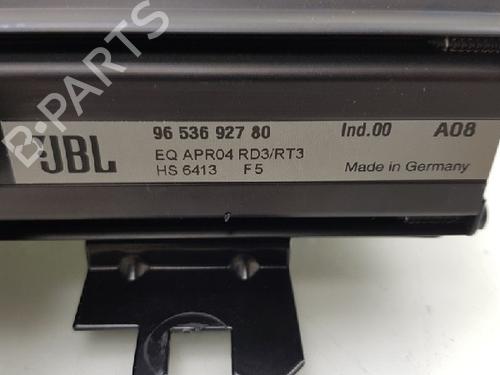 B-PARTS
JBL
96 536 927 80 Ind.00 A08
EQ APR04 RD3/RT3 Made in Germany
HS 6413 F5